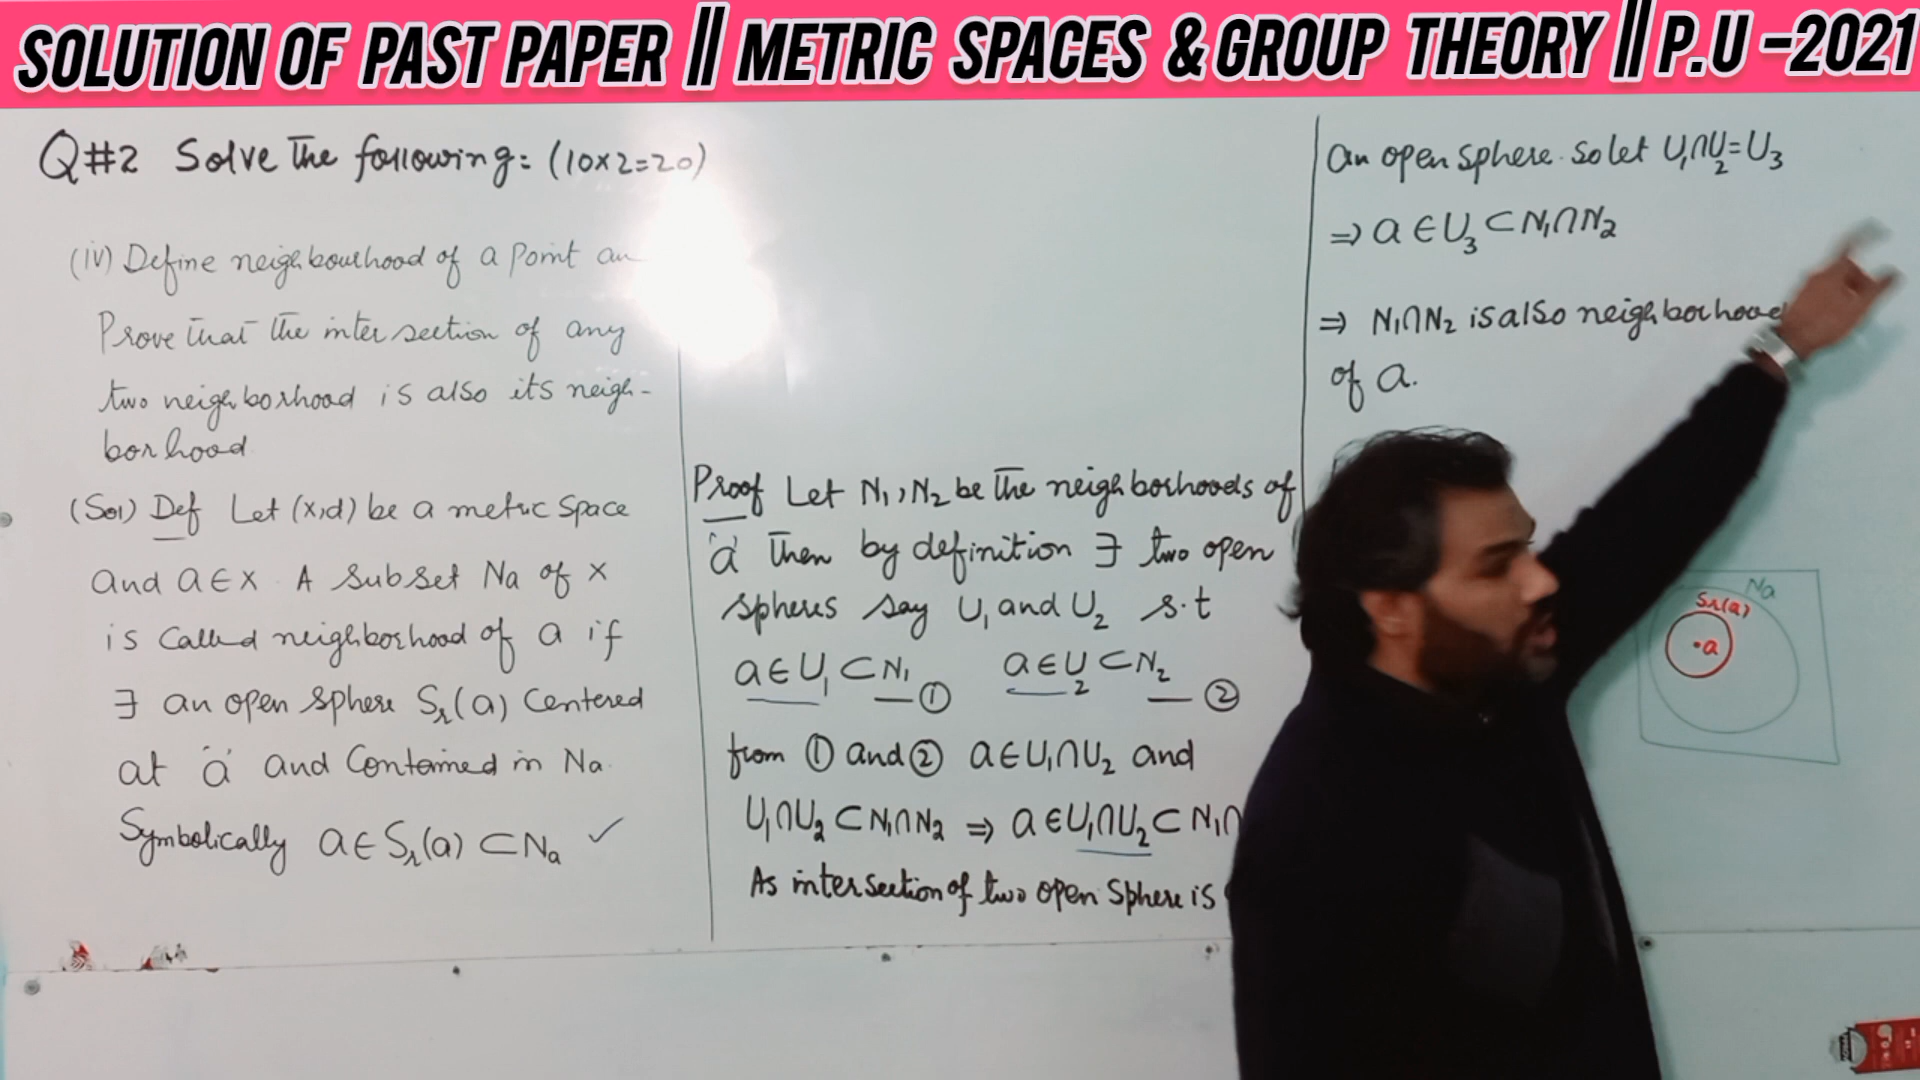 SOLUTION OF PAST PAPER || METRIC SPACES & GROUP THEORY || P.U -2021
Q#2 Solve the following: (10x2=20)
(iv) Define neighbourhood of a Point an
Prove that the intersection of any
two neighborhood is also its neigh-
borhood
(Sol) Def Let (x,d) be a metric space
and a∈x. A subset Na of x
is called neighborhood of a if
∃ an open sphere Sr(a) Centered
at 'a' and Contained in Na.
Symbolically a∈Sr(a)⊂Na ✓
Proof Let N1, N2 be the neighborhoods of
'a' Then by definition ∃ two open
spheres say U1 and U2 s.t
a∈U1⊂N1 —① a∈U2⊂N2 —②
from ① and ② a∈U1∩U2 and
U1∩U2⊂N1∩N2 ⇒ a∈U1∩U2⊂N1∩
As intersection of two open sphere is
an open sphere. so let U1∩U2=U3
⇒ a∈U3⊂N1∩N2
⇒ N1∩N2 is also neighborhood
of a.
Na
Sr(a)
•a